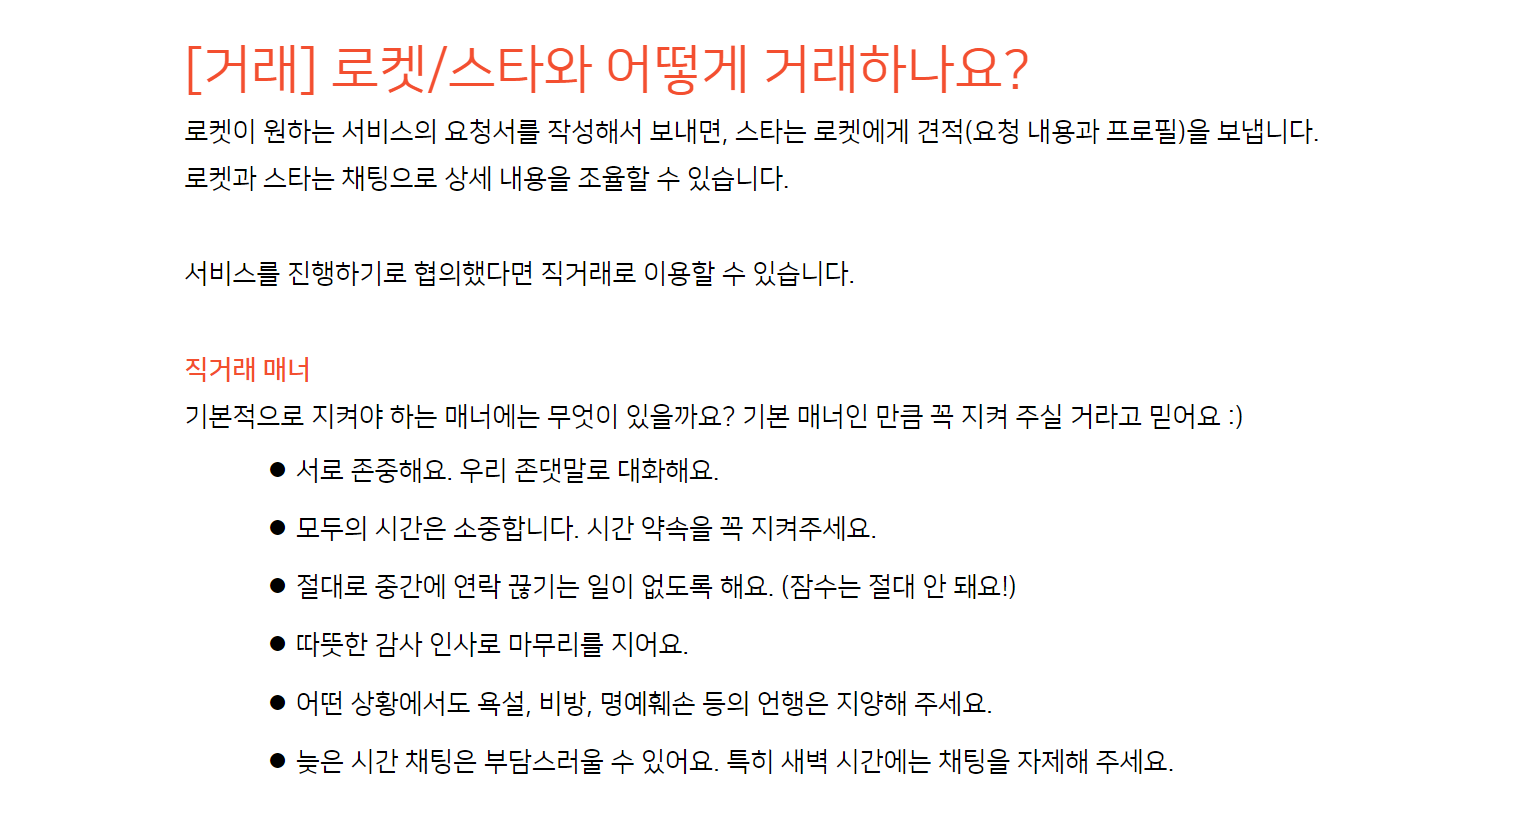 [거래] 로켓/스타와 어떻게 거래하나요?
로켓이 원하는 서비스의 요청서를 작성해서 보내면, 스타는 로켓에게 견적(요청 내용과 프로필)을 보냅니다.
로켓과 스타는 채팅으로 상세 내용을 조율할 수 있습니다.
서비스를 진행하기로 협의했다면 직거래로 이용할 수 있습니다.
직거래 매너
기본적으로 지켜야 하는 매너에는 무엇이 있을까요? 기본 매너인 만큼 꼭 지켜 주실 거라고 믿어요 :)
● 서로 존중해요. 우리 존댓말로 대화해요.
● 모두의 시간은 소중합니다. 시간 약속을 꼭 지켜주세요.
● 절대로 중간에 연락 끊기는 일이 없도록 해요. (잠수는 절대 안 돼요!)
● 따뜻한 감사 인사로 마무리를 지어요.
● 어떤 상황에서도 욕설, 비방, 명예훼손 등의 언행은 지양해 주세요.
● 늦은 시간 채팅은 부담스러울 수 있어요. 특히 새벽 시간에는 채팅을 자제해 주세요.